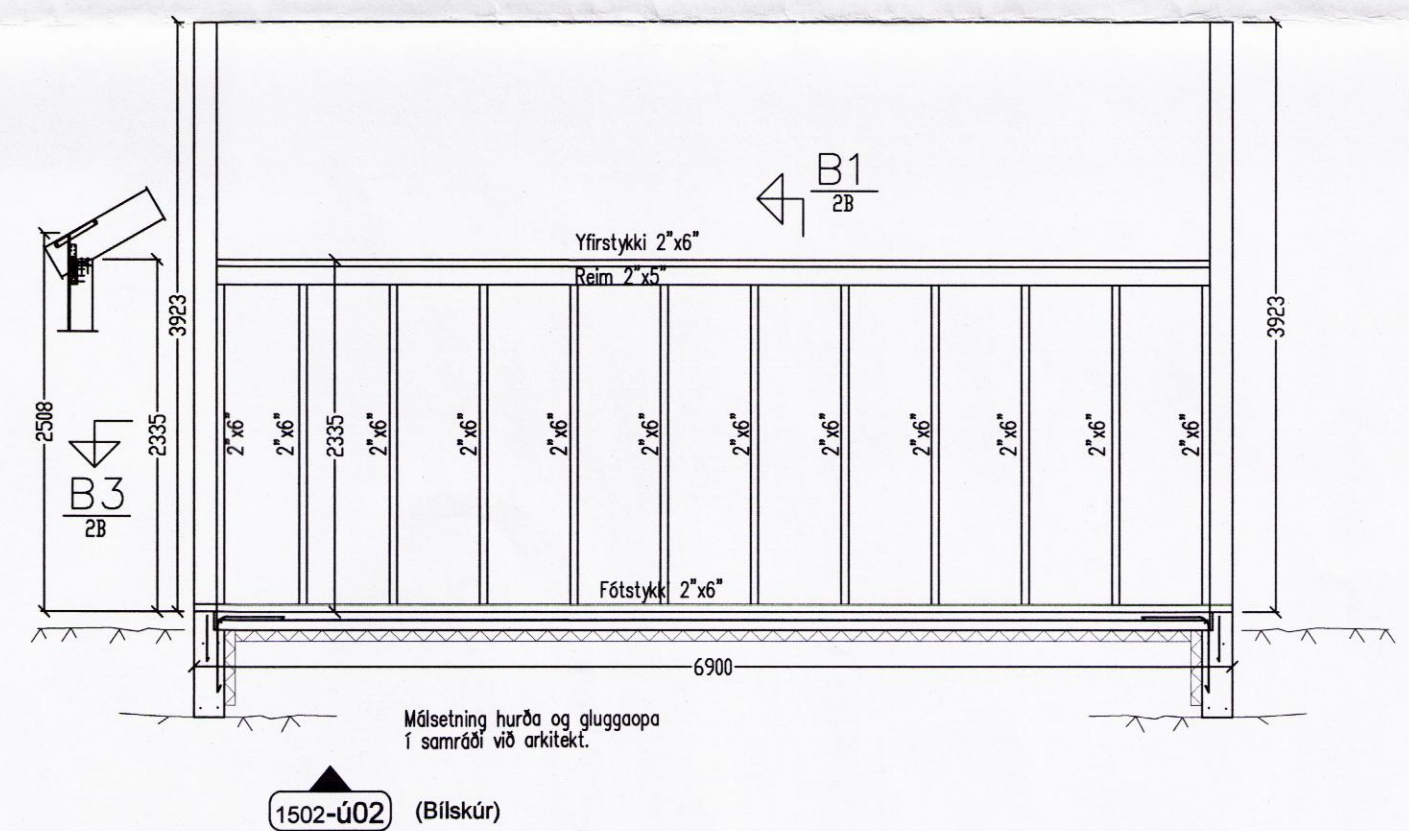 B1
2B
Yfirstykki 2"x6"
Reim 2"x5"
3923
3923
2508
2335
2335
B3
2B
2"x6"
2"x6"
2"x6"
2"x6"
2"x6"
2"x6"
2"x6"
2"x6"
2"x6"
2"x6"
2"x6"
2"x6"
Fótstykki 2"x6"
6900
Málsetning hurða og gluggaopa
í samráði við arkitekt.
1502-ú02 (Bílskúr)